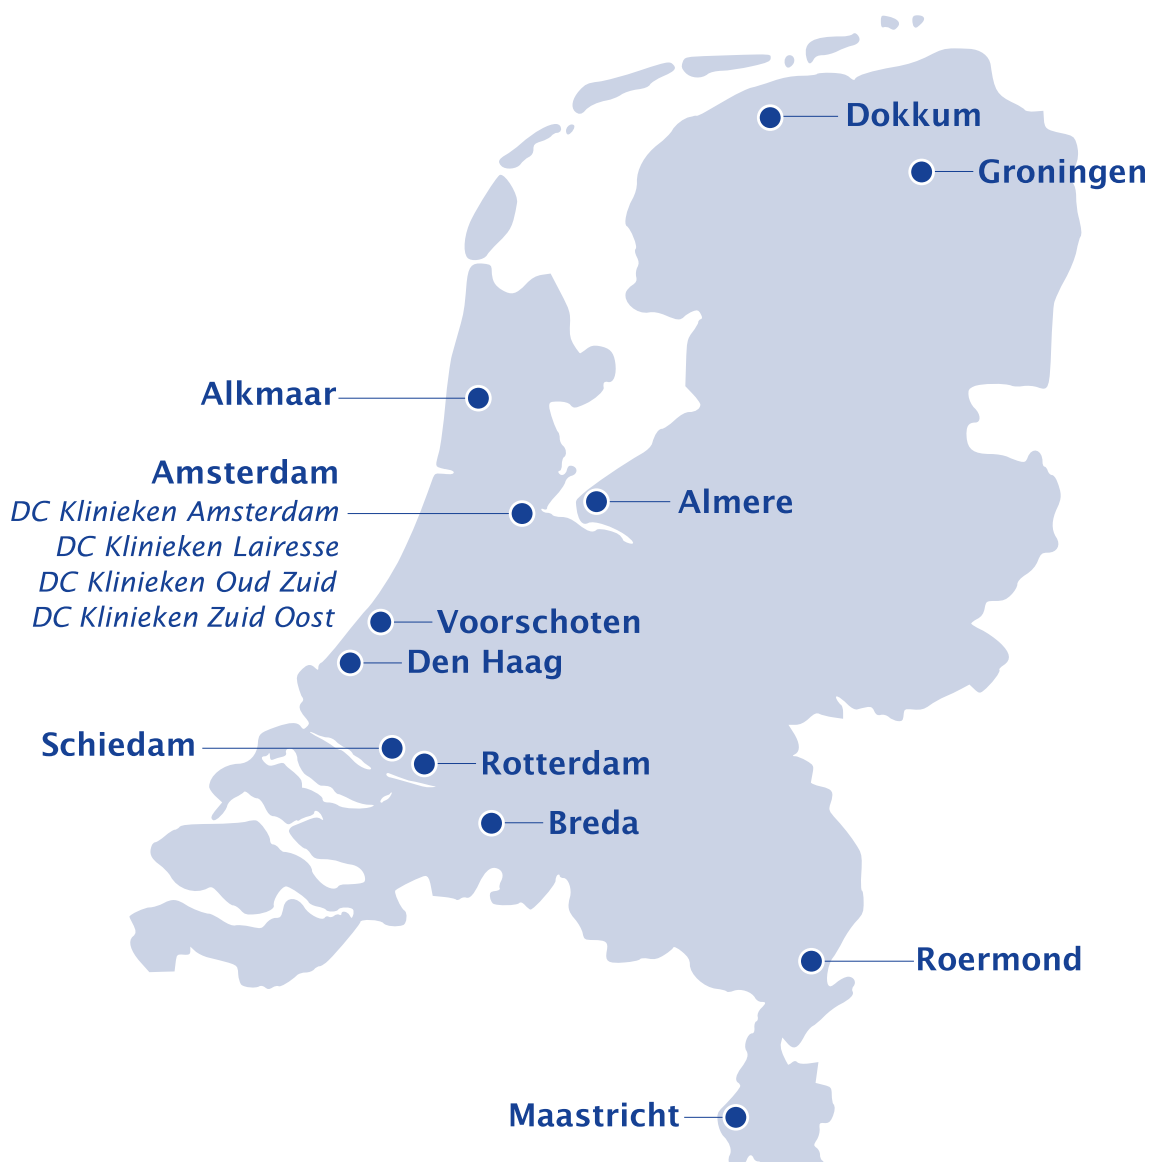 Dokkum
Groningen
Alkmaar
Amsterdam
DC Klinieken Amsterdam
DC Klinieken Lairesse
DC Klinieken Oud Zuid
DC Klinieken Zuid Oost
Almere
Voorschoten
Den Haag
Schiedam
Rotterdam
Breda
Roermond
Maastricht